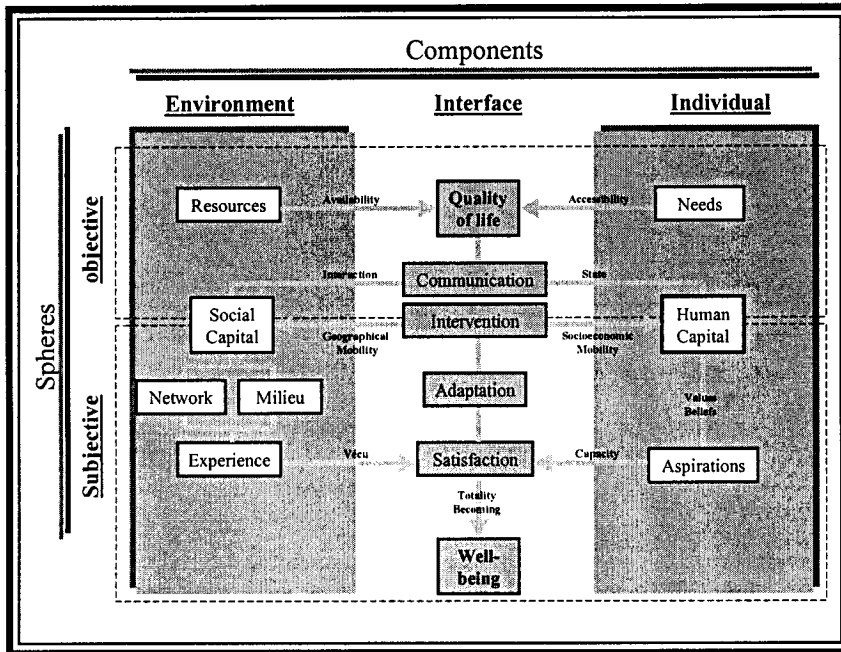 Components
Environment
Interface
Individual
Spheres
objective
Subjective
Resources
Availability
Quality
of life
Accessibility
Needs
Interaction
Communication
State
Social
Capital
Intervention
Human
Capital
Geographical
Mobility
Socioeconomic
Mobility
Network
Milieu
Adaptation
Values
Beliefs
Experience
Vécu
Satisfaction
Capacity
Aspirations
Totality
Becoming
Well-
being